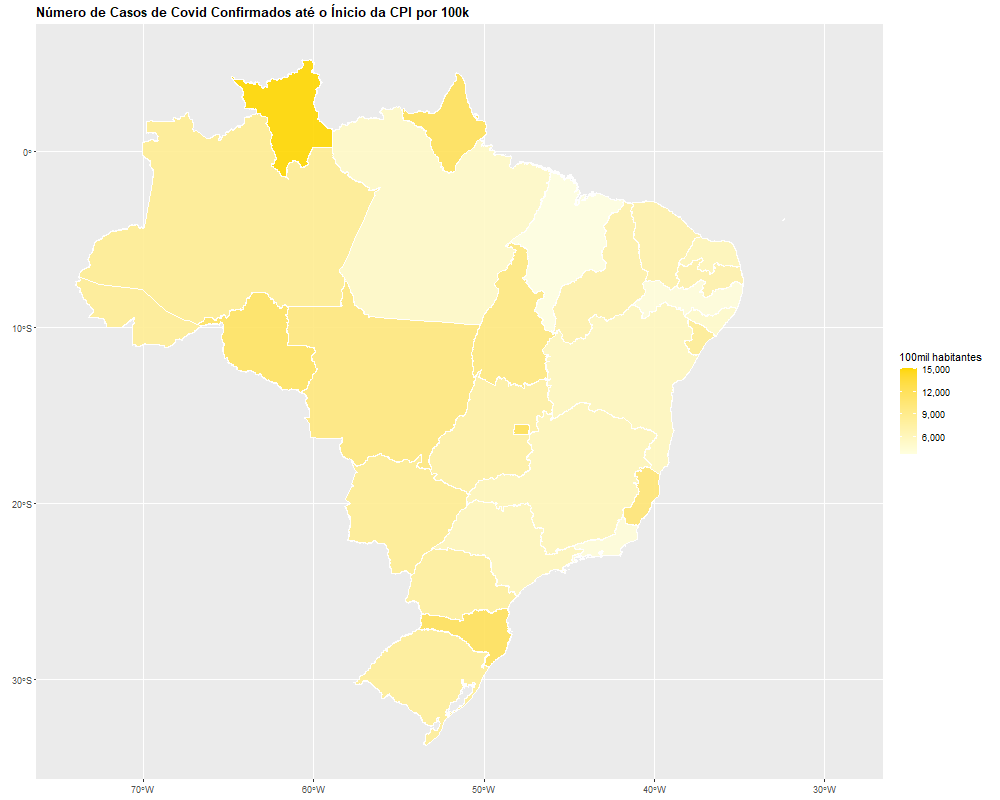 Número de Casos de Covid Confirmados até o Ínicio da CPI por 100k
0°
10°S
20°S
30°S
70°W
60°W
50°W
40°W
30°W
100mil habitantes
15,000
12,000
9,000
6,000